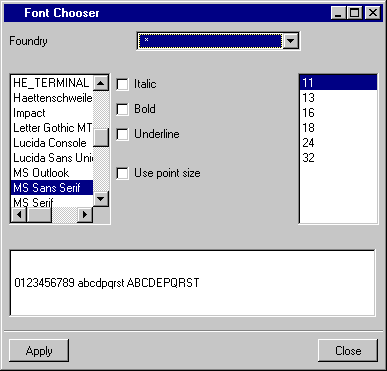 Font Chooser
Foundry
*
HE_TERMINAL
Haettenschweile
Impact
Letter Gothic MT
Lucida Console
Lucida Sans Unic
MS Outlook
MS Sans Serif
MS Serif
Italic
Bold
Underline
Use point size
11
13
16
18
24
32
0123456789 abcdpqrst ABCDEPQRST
Apply
Close